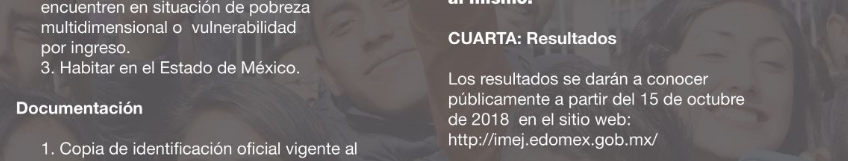 encuentren en situación de pobreza
multidimensional o vulnerabilidad
por ingreso.
3. Habitar en el Estado de México.
Documentación
1. Copia de identificación oficial vigente al
al mismo.
CUARTA: Resultados
Los resultados se darán a conocer
públicamente a partir del 15 de octubre
de 2018 en el sitio web:
http://imej.edomex.gob.mx/